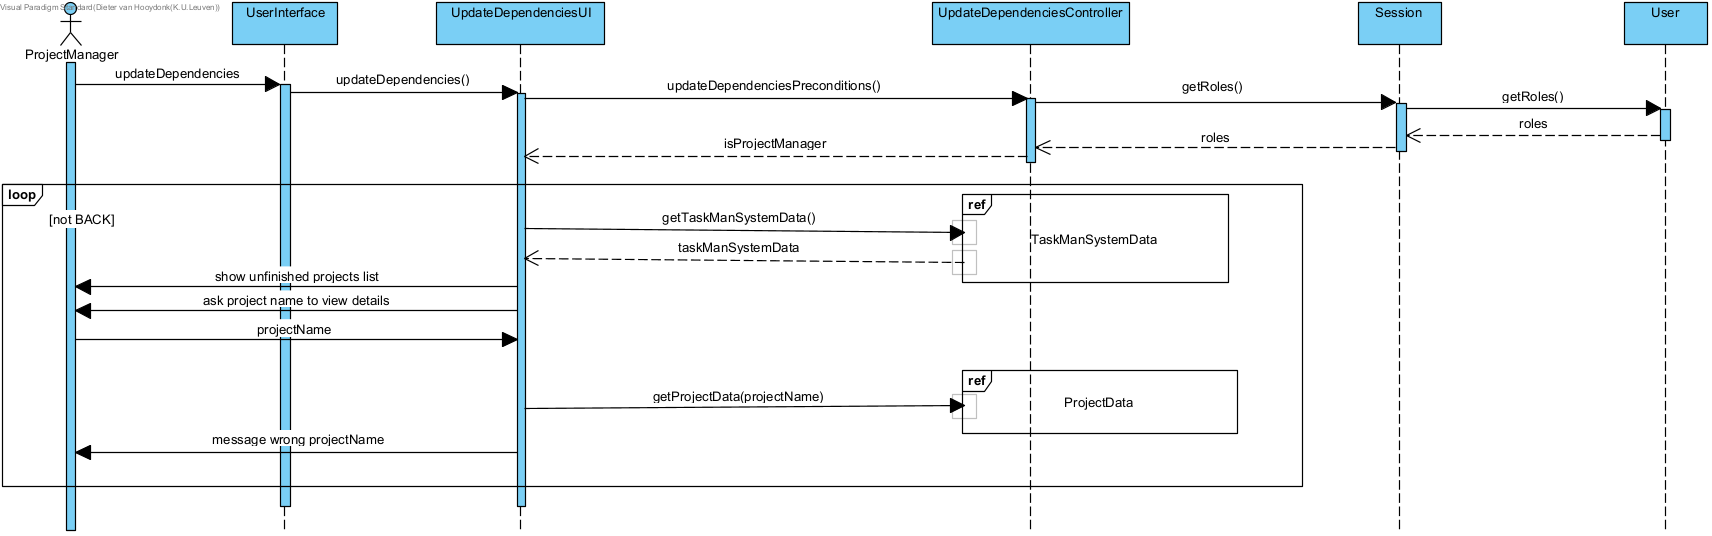 Visual Paradigm Standard(Dieter van Hooydonk(K.U.Leuven))
UserInterface
UpdateDependenciesUI
UpdateDependenciesController
Session
User
ProjectManager
updateDependencies
updateDependencies()
updateDependenciesPreconditions()
getRoles()
getRoles()
roles
roles
isProjectManager
loop
[not BACK]
ref
getTaskManSystemData()
TaskManSystemData
taskManSystemData
show unfinished projects list
ask project name to view details
projectName
ref
getProjectData(projectName)
ProjectData
message wrong projectName